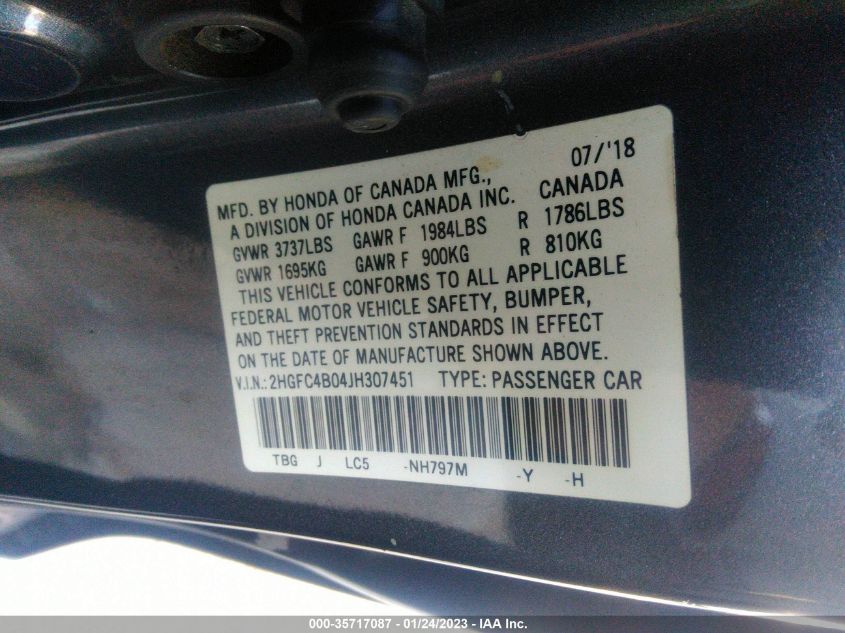 07/'18
MFD. BY HONDA OF CANADA MFG.,
A DIVISION OF HONDA CANADA INC. CANADA
GVWR 3737LBS GAWR F 1984LBS R 1786LBS
GVWR 1695KG GAWR F 900KG R 810KG
THIS VEHICLE CONFORMS TO ALL APPLICABLE
FEDERAL MOTOR VEHICLE SAFETY, BUMPER,
AND THEFT PREVENTION STANDARDS IN EFFECT
ON THE DATE OF MANUFACTURE SHOWN ABOVE.
V.I.N.: 2HGFC4B04JH307451 TYPE: PASSENGER CAR
TBG J LC5 -NH797M -Y -H
000-35717087 - 01/24/2023 - IAA Inc.